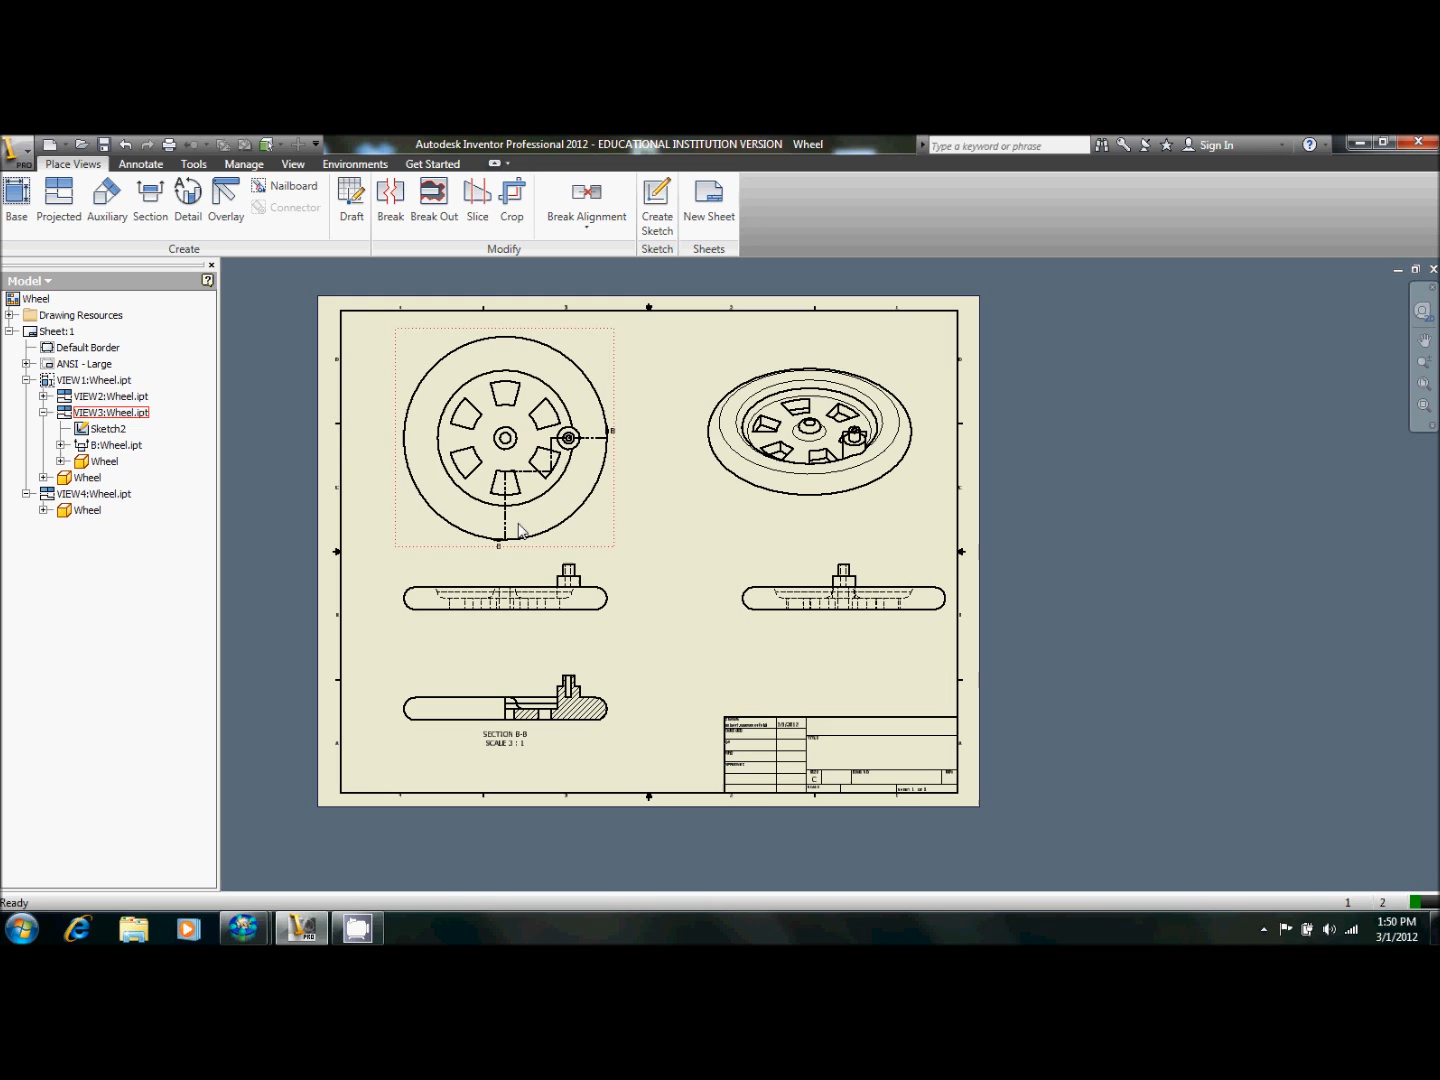 Autodesk Inventor Professional 2012 - EDUCATIONAL INSTITUTION VERSION Wheel
Type a keyword or phrase
Sign In
PRO
Place Views Annotate Tools Manage View Environments Get Started
Nailboard
Connector
Base Projected Auxiliary Section Detail Overlay Draft Break Break Out Slice Crop Break Alignment Create Sketch New Sheet
Create Modify Sketch Sheets
Model
Wheel
Drawing Resources
Sheet:1
Default Border
ANSI - Large
VIEW1:Wheel.ipt
VIEW2:Wheel.ipt
VIEW3:Wheel.ipt
Sketch2
B:Wheel.ipt
Wheel
Wheel
VIEW4:Wheel.ipt
Wheel
SECTION B-B
C
Ready
1 2
PRO
1:50 PM
3/1/2012